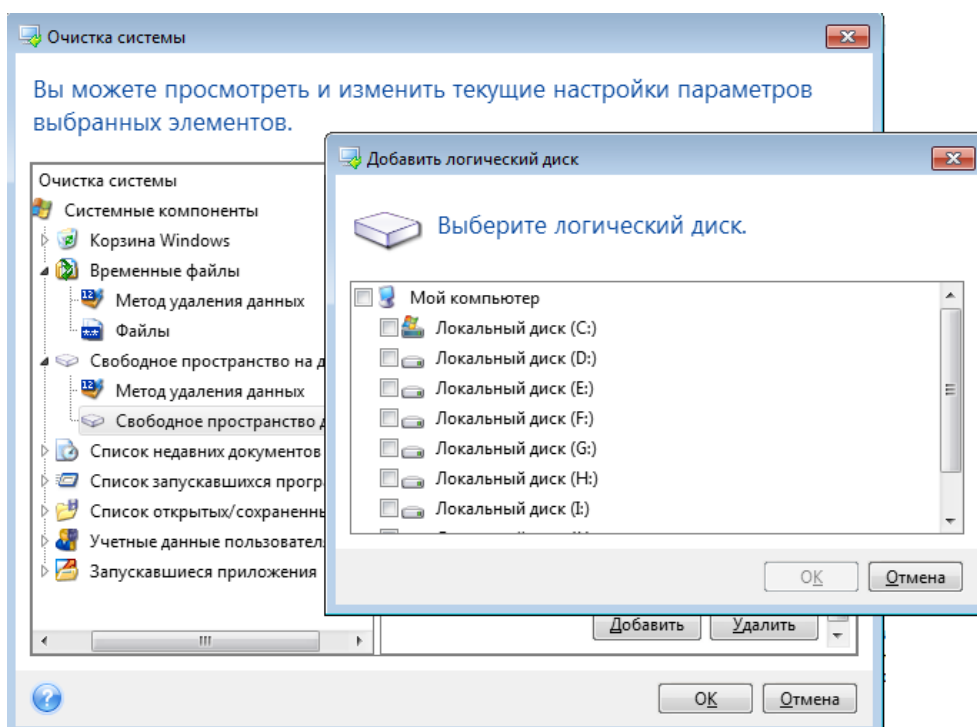 Очистка системы
Вы можете просмотреть и изменить текущие настройки параметров
выбранных элементов.
Очистка системы
Системные компоненты
Корзина Windows
Временные файлы
Метод удаления данных
Файлы
Свободное пространство на д
Метод удаления данных
Свободное пространство
Список недавних документов
Список запускавшихся прогр
Список открытых/сохраненнь
Учетные данные пользовател
Запускавшиеся приложения
Добавить логический диск
Выберите логический диск.
Мой компьютер
Локальный диск (C:)
Локальный диск (D:)
Локальный диск (E:)
Локальный диск (F:)
Локальный диск (G:)
Локальный диск (H:)
Локальный диск (I:)
OK
Отмена
Добавить
Удалить
OK
Отмена